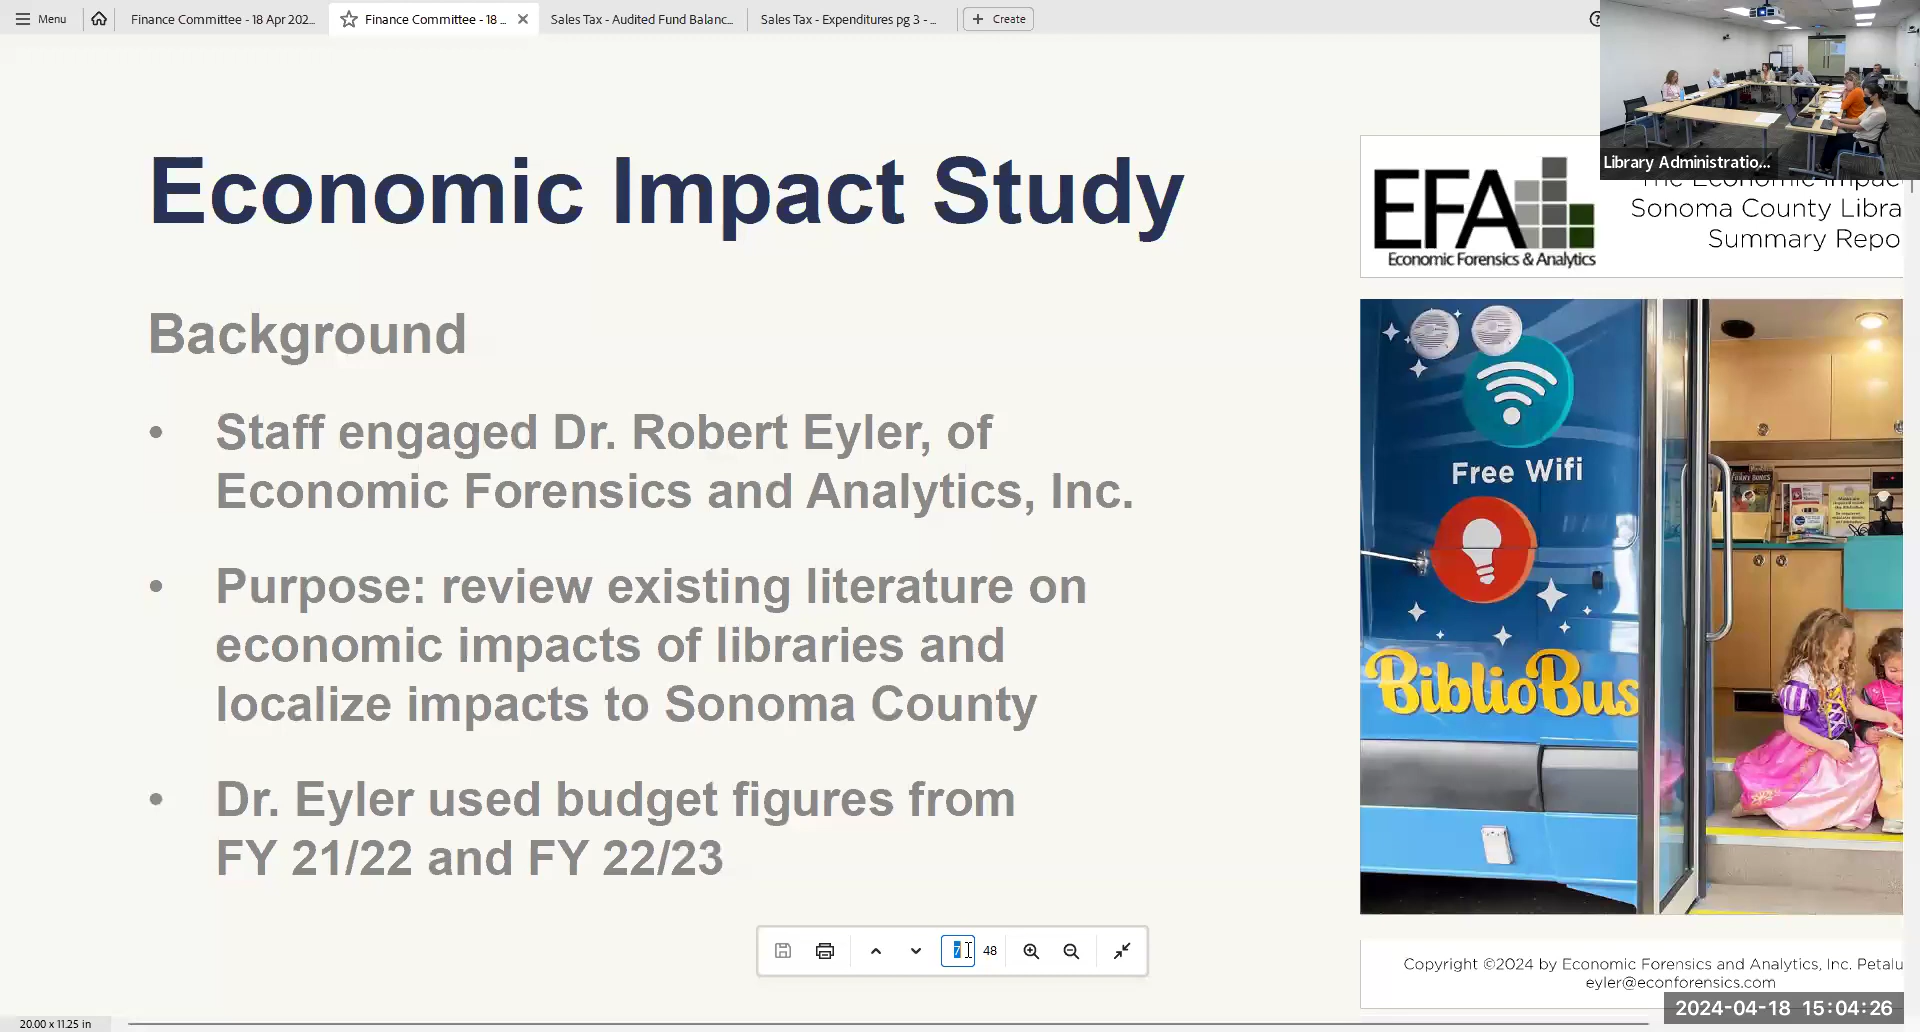 Menu
Finance Committee - 18 Apr 202...
Finance Committee - 18 ...
Sales Tax - Audited Fund Balanc...
Sales Tax - Expenditures pg 3 - ...
Create
Library Administratio...
Economic Impact Study
Background
• Staff engaged Dr. Robert Eyler, of
Economic Forensics and Analytics, Inc.
• Purpose: review existing literature on
economic impacts of libraries and
localize impacts to Sonoma County
• Dr. Eyler used budget figures from
FY 21/22 and FY 22/23
EFA
Economic Forensics & Analytics
The Economic Impac
Sonoma County Libra
Summary Repo
Free Wifi
BiblioBus
Copyright ©2024 by Economic Forensics and Analytics, Inc. Petalu
eyler@econforensics.com
7 48
20.00 x 11.25 in
2024-04-18 15:04:26